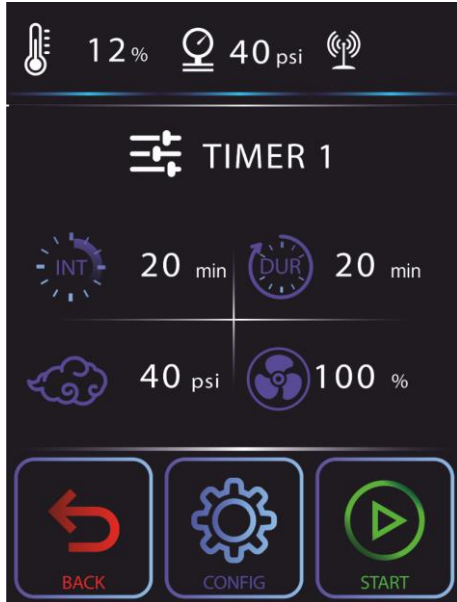 12% 40 psi
TIMER 1
INT 20 min DUR 20 min
40 psi 100 %
BACK CONFIG START